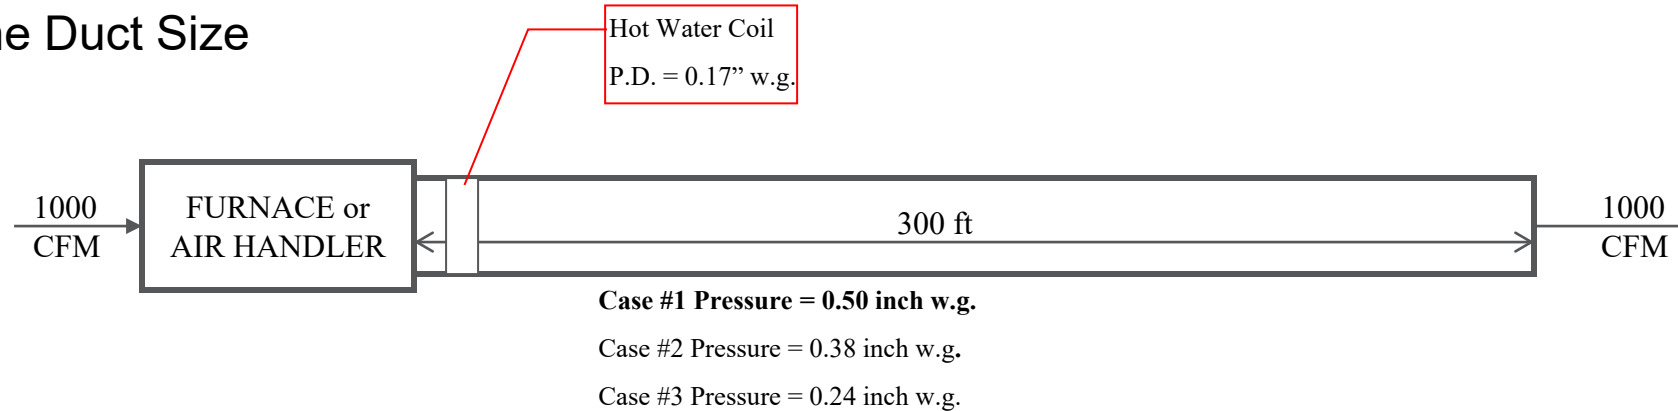 e Duct Size
Hot Water Coil
P.D. = 0.17” w.g.
1000
CFM
FURNACE or
AIR HANDLER
300 ft
1000
CFM
Case #1 Pressure = 0.50 inch w.g.
Case #2 Pressure = 0.38 inch w.g.
Case #3 Pressure = 0.24 inch w.g.